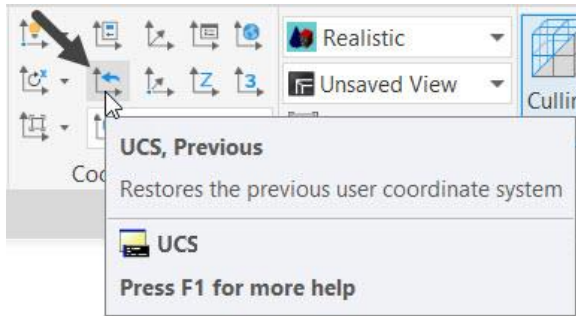 Realistic
Unsaved View
Z
3
Cullin
Coo
UCS, Previous
Restores the previous user coordinate system
UCS
Press F1 for more help